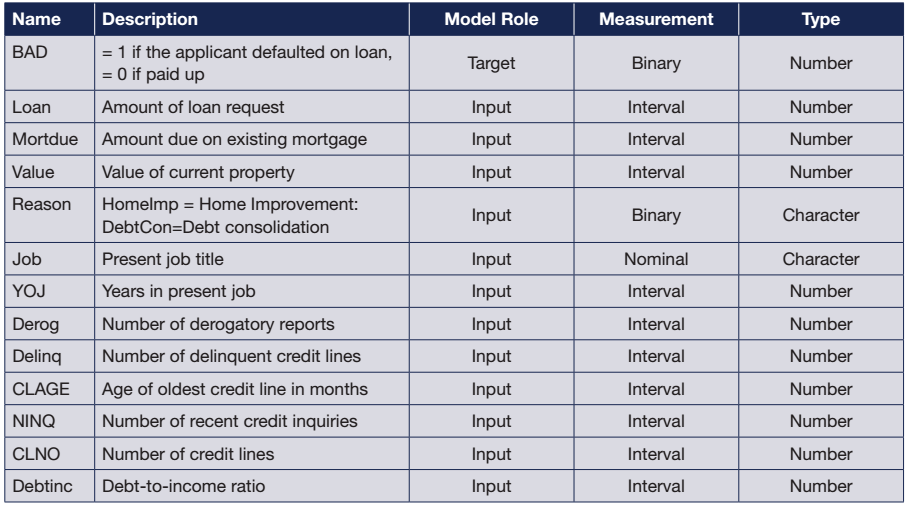 Name Description Model Role Measurement Type
BAD = 1 if the applicant defaulted on loan,
= 0 if paid up Target Binary Number
Loan Amount of loan request Input Interval Number
Mortdue Amount due on existing mortgage Input Interval Number
Value Value of current property Input Interval Number
Reason HomeImp = Home Improvement:
DebtCon=Debt consolidation Input Binary Character
Job Present job title Input Nominal Character
YOJ Years in present job Input Interval Number
Derog Number of derogatory reports Input Interval Number
Delinq Number of delinquent credit lines Input Interval Number
CLAGE Age of oldest credit line in months Input Interval Number
NINQ Number of recent credit inquiries Input Interval Number
CLNO Number of credit lines Input Interval Number
Debtinc Debt-to-income ratio Input Interval Number